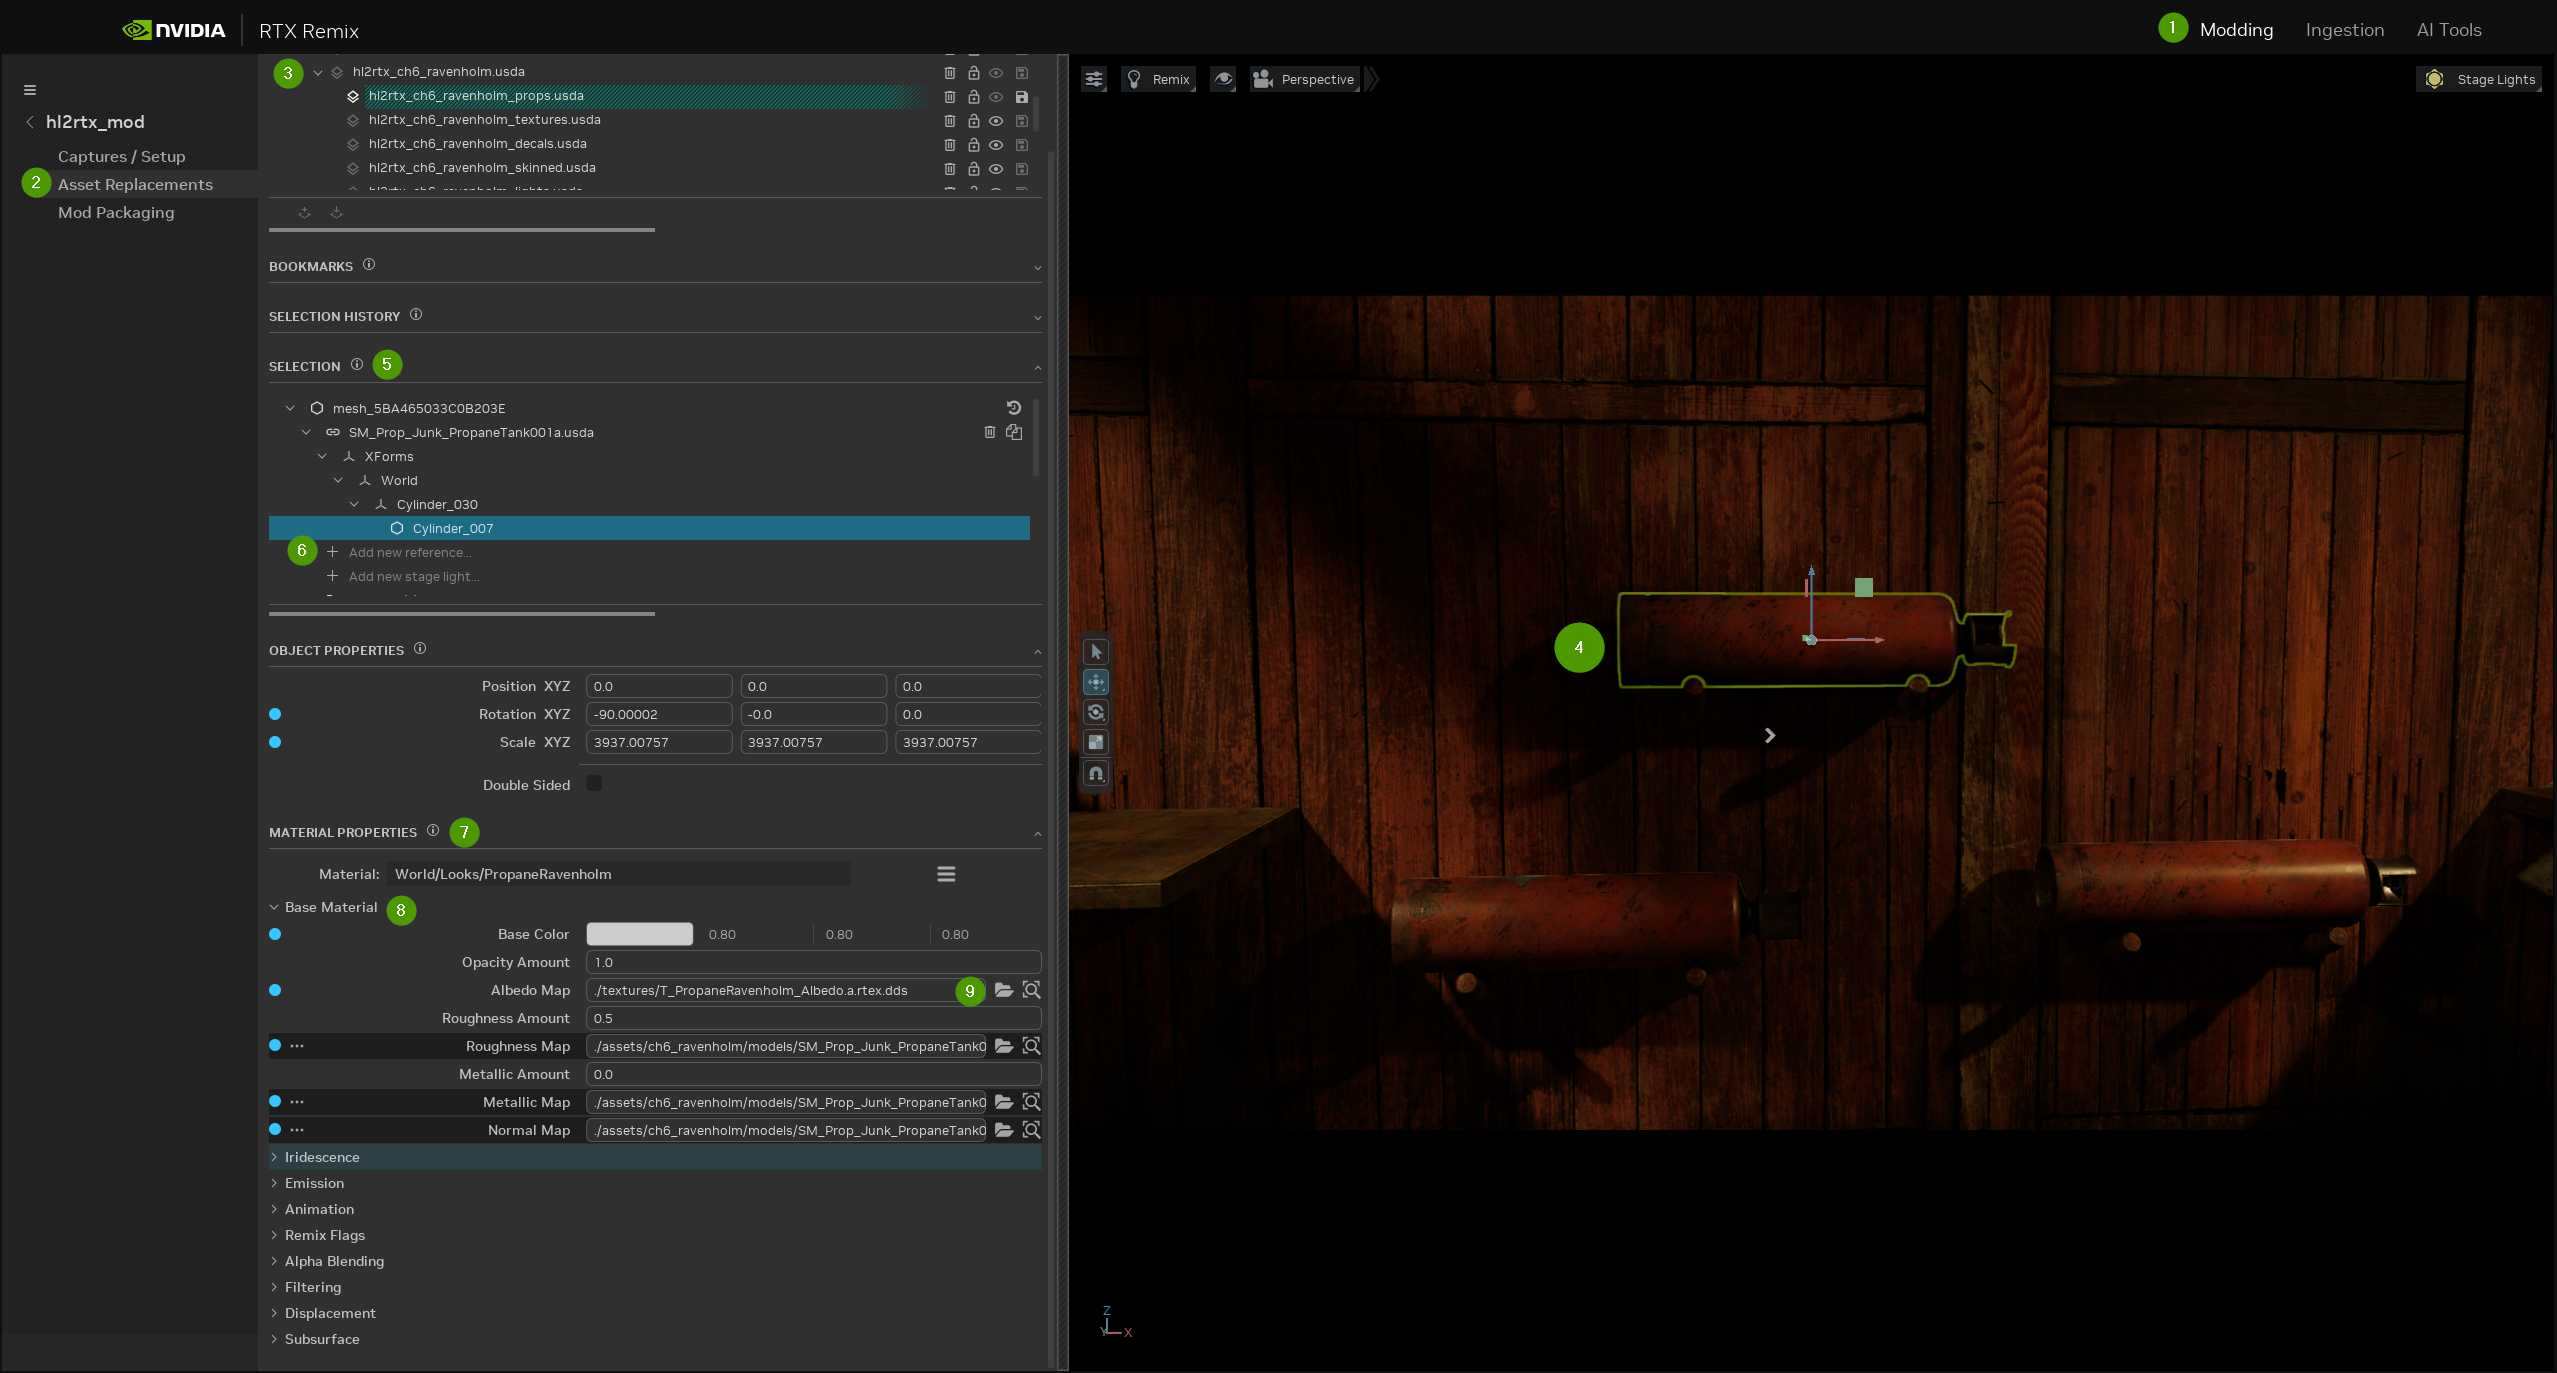 NVIDIA
RTX Remix
1 Modding Ingestion AI Tools
hl2rtx_mod
Captures / Setup
2 Asset Replacements
Mod Packaging
3 hl2rtx_ch6_ravenholm.usda
hl2rtx_ch6_ravenholm_props.usda
hl2rtx_ch6_ravenholm_textures.usda
hl2rtx_ch6_ravenholm_decals.usda
hl2rtx_ch6_ravenholm_skinned.usda
BOOKMARKS
SELECTION HISTORY
SELECTION 5
mesh_5BA465033C0B203E
SM_Prop_Junk_PropaneTank001a.usda
XForms
World
Cylinder_030
Cylinder_007
6 Add new reference...
Add new stage light...
OBJECT PROPERTIES
Position XYZ 0.0 0.0 0.0
Rotation XYZ -90.00002 -0.0 0.0
Scale XYZ 3937.00757 3937.00757 3937.00757
Double Sided
MATERIAL PROPERTIES 7
Material: World/Looks/PropaneRavenholm
Base Material 8
Base Color 0.80 0.80 0.80
Opacity Amount 1.0
Albedo Map ./textures/T_PropaneRavenholm_Albedo.a.rtex.dds 9
Roughness Amount 0.5
Roughness Map ./assets/ch6_ravenholm/models/SM_Prop_Junk_PropaneTank0
Metallic Amount 0.0
Metallic Map ./assets/ch6_ravenholm/models/SM_Prop_Junk_PropaneTank0
Normal Map ./assets/ch6_ravenholm/models/SM_Prop_Junk_PropaneTank0
Iridescence
Emission
Animation
Remix Flags
Alpha Blending
Filtering
Displacement
Subsurface
Remix Perspective Stage Lights
4
Z
Y X